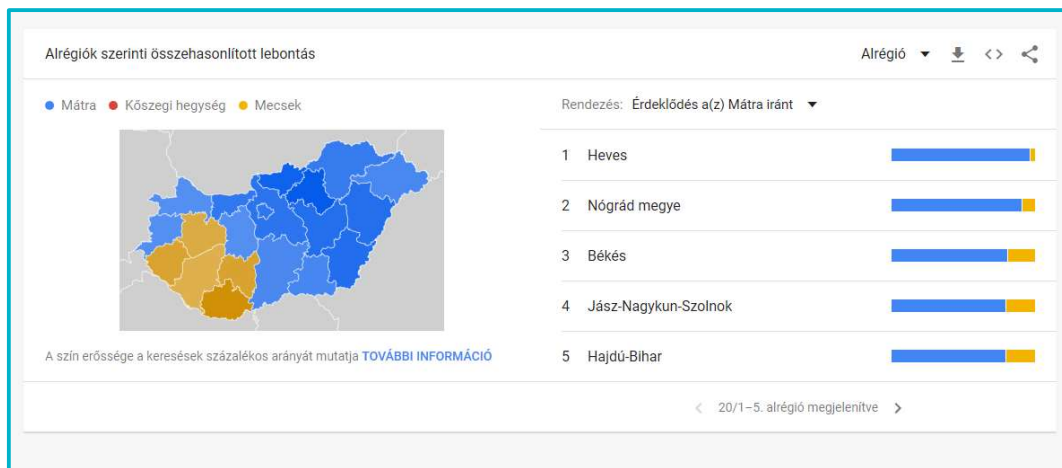 Alrégiók szerinti összehasonlított lebontás
Alrégió
Mátra Kőszegi hegység Mecsek
Rendezés: Érdeklődés a(z) Mátra iránt
1 Heves
2 Nógrád megye
3 Békés
4 Jász-Nagykun-Szolnok
5 Hajdú-Bihar
A szín erőssége a keresések százalékos arányát mutatja TOVÁBBI INFORMÁCIÓ
20/1–5. alrégió megjelenítve